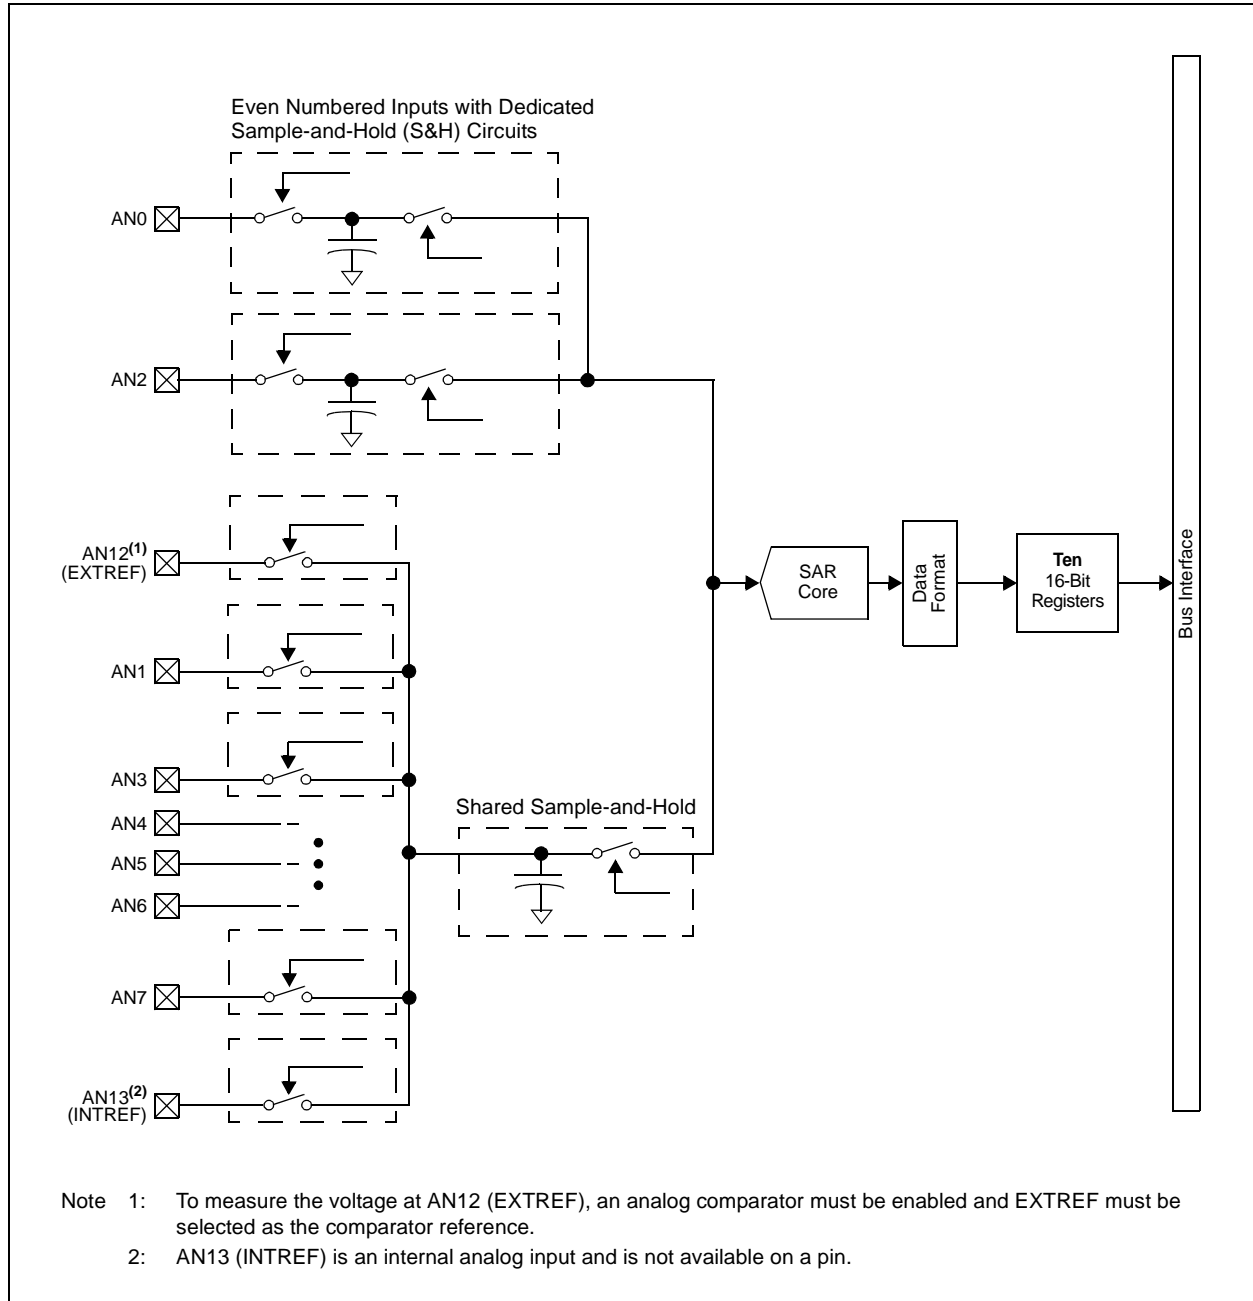 Even Numbered Inputs with Dedicated
Sample-and-Hold (S&H) Circuits
AN0
AN2
AN12(1)
(EXTREF)
AN1
AN3
AN4
AN5
AN6
AN7
AN13(2)
(INTREF)
Shared Sample-and-Hold
SAR
Core
Data
Format
Ten
16-Bit
Registers
Bus Interface
Note 1: To measure the voltage at AN12 (EXTREF), an analog comparator must be enabled and EXTREF must be
selected as the comparator reference.
2: AN13 (INTREF) is an internal analog input and is not available on a pin.